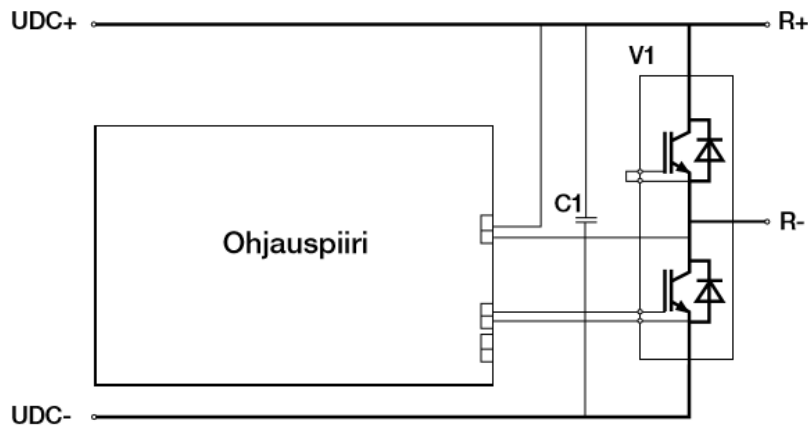 UDC+
R+
V1
C1
R-
Ohjauspiiri
UDC-